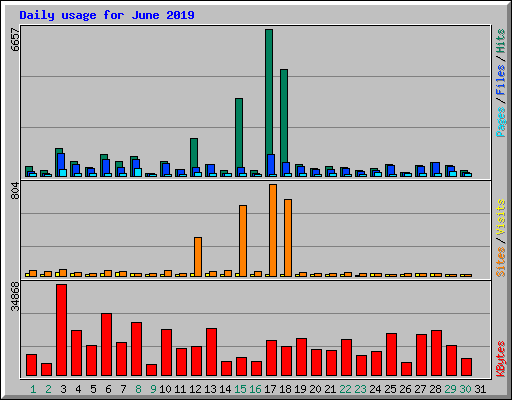 Daily usage for June 2019
6657
Pages / Files / Hits
804
Sites / Visits
34868
KBytes
1 2 3 4 5 6 7 8 9 10 11 12 13 14 15 16 17 18 19 20 21 22 23 24 25 26 27 28 29 30 31